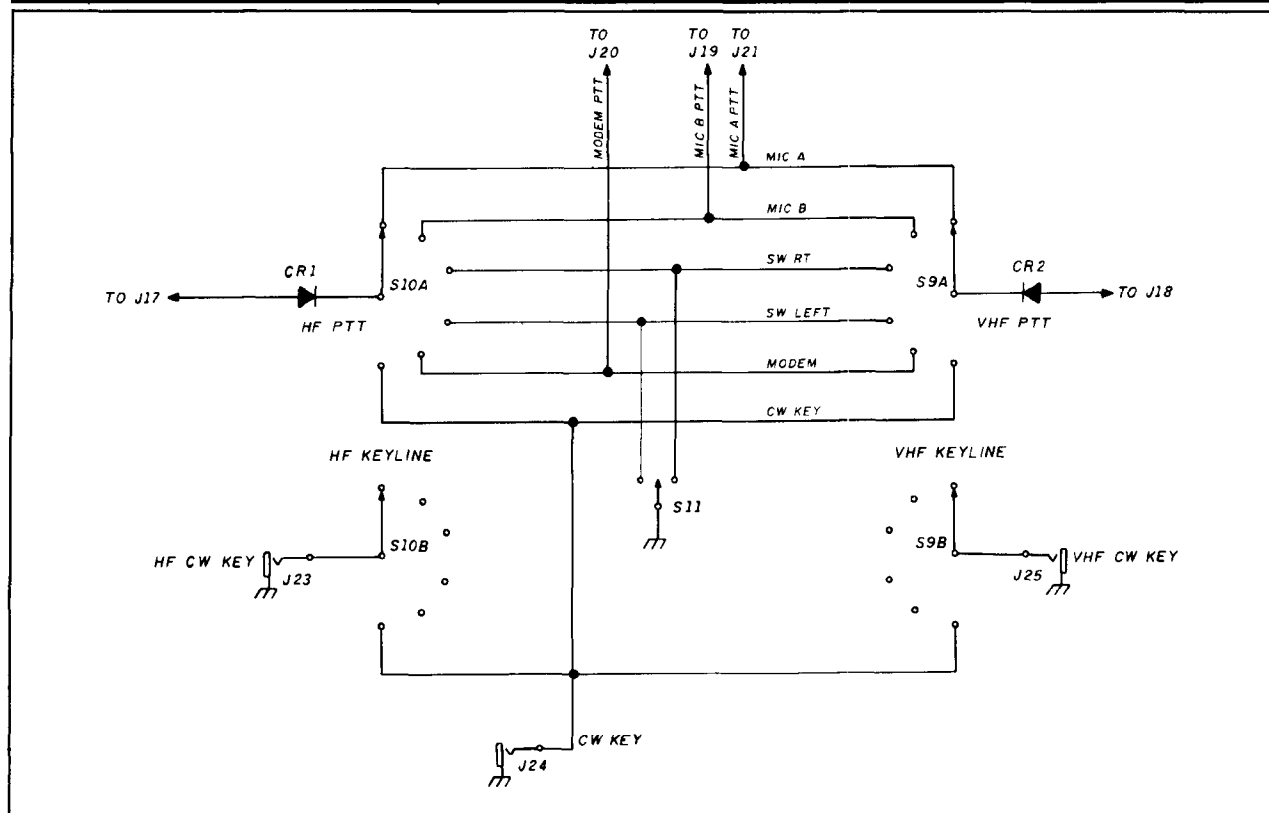 TO J20
TO J19
TO J21
MODEM PTT
MIC B PTT
MIC A PTT
MIC A
MIC B
CR1
S10A
SW RT
S9A
CR2
TO J17
TO J18
HF PTT
SW LEFT
VHF PTT
MODEM
CW KEY
HF KEYLINE
VHF KEYLINE
S11
HF CW KEY
J23
S10B
S9B
J25
VHF CW KEY
CW KEY
J24